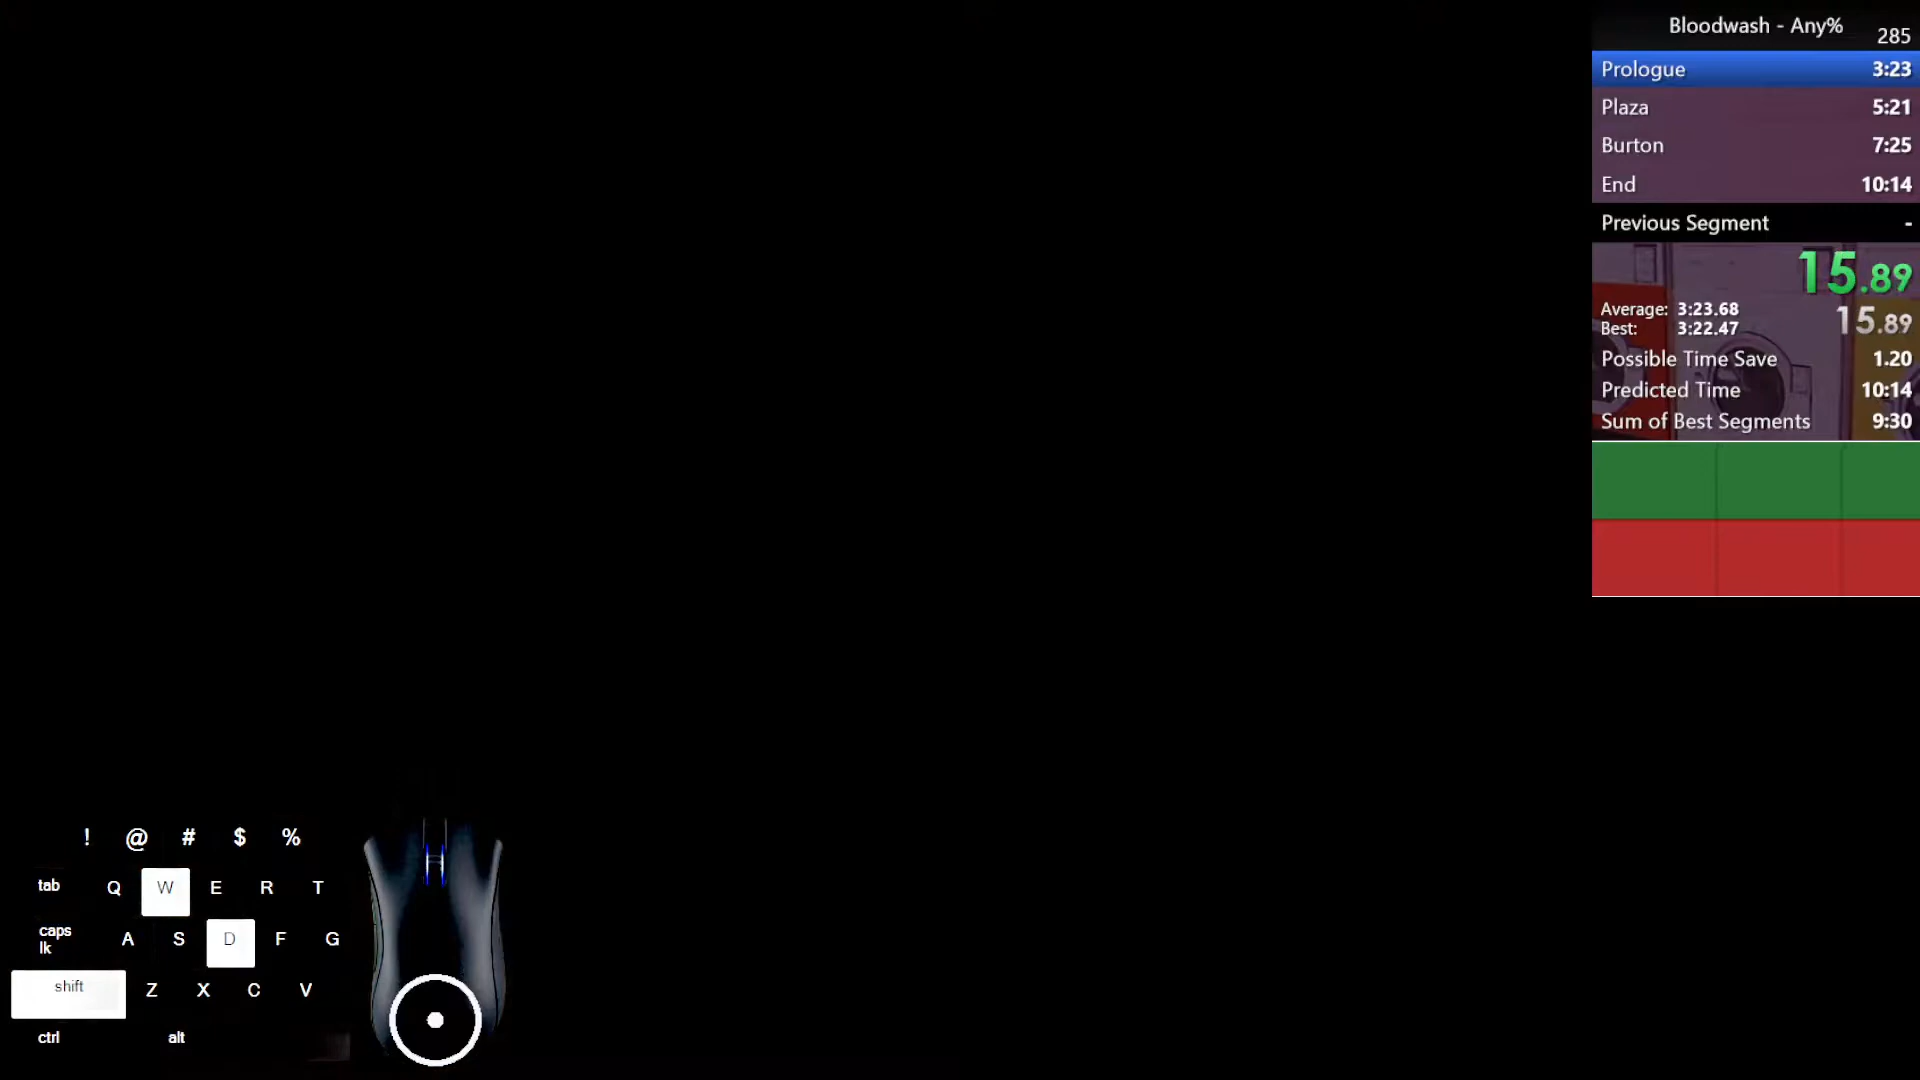 Bloodwash - Any%
285
Prologue 3:23
Plaza 5:21
Burton 7:25
End 10:14
Previous Segment -
15.89
Average: 3:23.68
15.89
Best: 3:22.47
Possible Time Save 1.20
Predicted Time 10:14
Sum of Best Segments 9:30
! @ # $ %
tab Q W E R T
caps lk A S D F G
shift Z X C V
ctrl alt